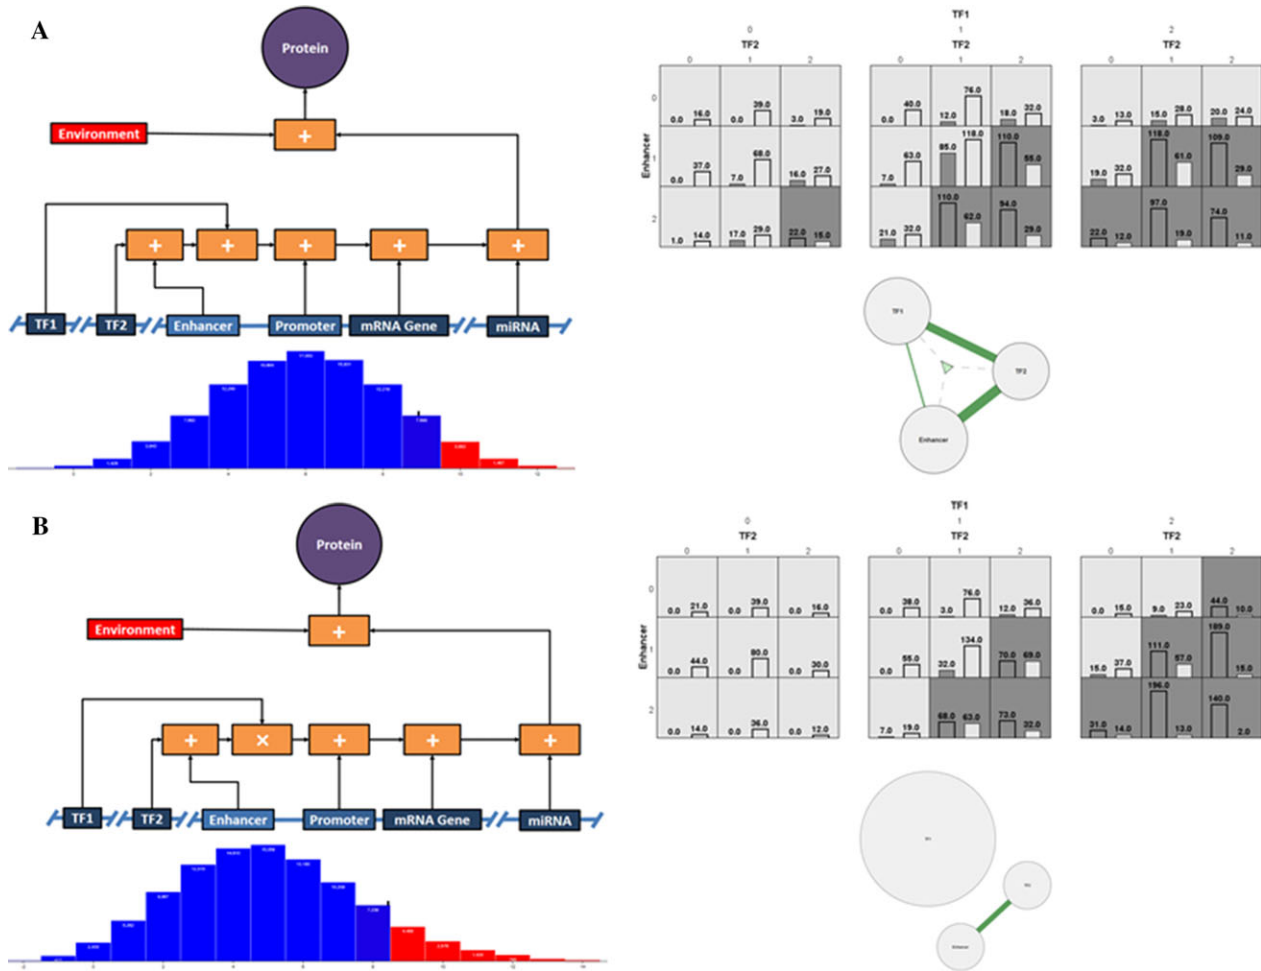 A
Protein
Environment
+
+ + + + +
TF1 TF2 Enhancer Promoter mRNA Gene miRNA
TF1
0 1 2
TF2 TF2 TF2
0 1 2 0 1 2 0 1 2
Enhancer
0 0.0 16.0 0.0 39.0 3.0 19.0 0.0 40.0 12.0 76.0 18.0 32.0 3.0 13.0 15.0 28.0 20.0 24.0
1 0.0 37.0 7.0 68.0 16.0 27.0 7.0 63.0 85.0 118.0 110.0 55.0 19.0 32.0 118.0 61.0 109.0 29.0
2 1.0 14.0 17.0 29.0 22.0 15.0 21.0 32.0 110.0 62.0 94.0 29.0 22.0 12.0 97.0 19.0 74.0 11.0
TF1
TF2
Enhancer
B
Protein
Environment
+
+ × + + +
TF1 TF2 Enhancer Promoter mRNA Gene miRNA
TF1
0 1 2
TF2 TF2 TF2
0 1 2 0 1 2 0 1 2
Enhancer
0 0.0 21.0 0.0 39.0 0.0 16.0 0.0 38.0 3.0 76.0 12.0 36.0 0.0 15.0 9.0 23.0 44.0 10.0
1 0.0 44.0 0.0 80.0 0.0 30.0 0.0 55.0 32.0 134.0 70.0 69.0 15.0 37.0 111.0 57.0 189.0 15.0
2 0.0 14.0 0.0 36.0 0.0 12.0 7.0 19.0 68.0 63.0 73.0 32.0 31.0 14.0 196.0 13.0 140.0 2.0
Enhancer